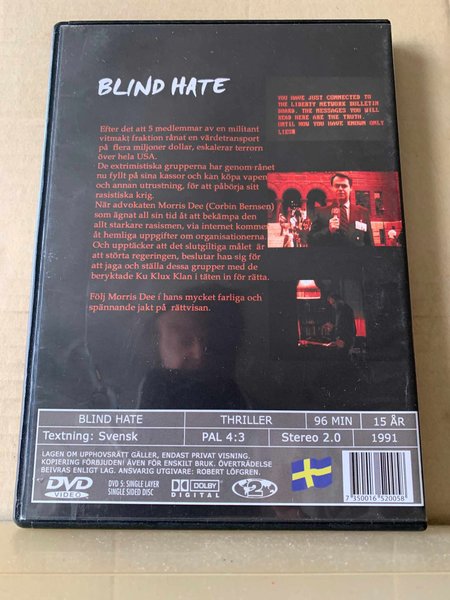 BLIND HATE
YOU HAVE JUST CONNECTED TO
THE LIBERTY NETWORK BULLETIN
BOARD. THE MESSAGES YOU WILL
READ HERE ARE THE TRUTH.
UNTIL NOW YOU HAVE KNOWN ONLY
LIES
Efter det att 5 medlemmar av en militant
vitmakt fraktion rånat en värdetransport
på flera miljoner dollar, eskalerar terrorn
över hela USA.
De extrimistiska grupperna har genom rånet
nu fyllt på sina kassor och kan köpa vapen
och annan utrustning, för att påbörja sitt
rasistiska krig.
När advokaten Morris Dee (Corbin Bernsen)
som ägnat all sin tid åt att bekämpa den
allt starkare rasismen, via internet kommer
åt hemliga uppgifter om organisationerna.
Och upptäcker att det slutgiltiga målet är
att störta regeringen, beslutar han sig för
att jaga och ställa dessa grupper med de
beryktade Ku Klux Klan i täten in för rätta.
Följ Morris Dee i hans mycket farliga och
spännande jakt på rättvisan.
BLIND HATE THRILLER 96 MIN 15 ÅR
Textning: Svensk PAL 4:3 Stereo 2.0 1991
LAGEN OM UPPHOVSRÄTT GÄLLER, ENDAST PRIVAT VISNING.
KOPIERING FÖRBJUDEN! ÄVEN FÖR ENSKILT BRUK. ÖVERTRÄDELSE
BEIVRAS ENLIGT LAG. ANSVARIG UTGIVARE: ROBERT LÖFGREN.
DVD VIDEO
DVD 5: SINGLE LAYER
SINGLE SIDED DISC
DOLBY
DIGITAL
2
7 350016 520058